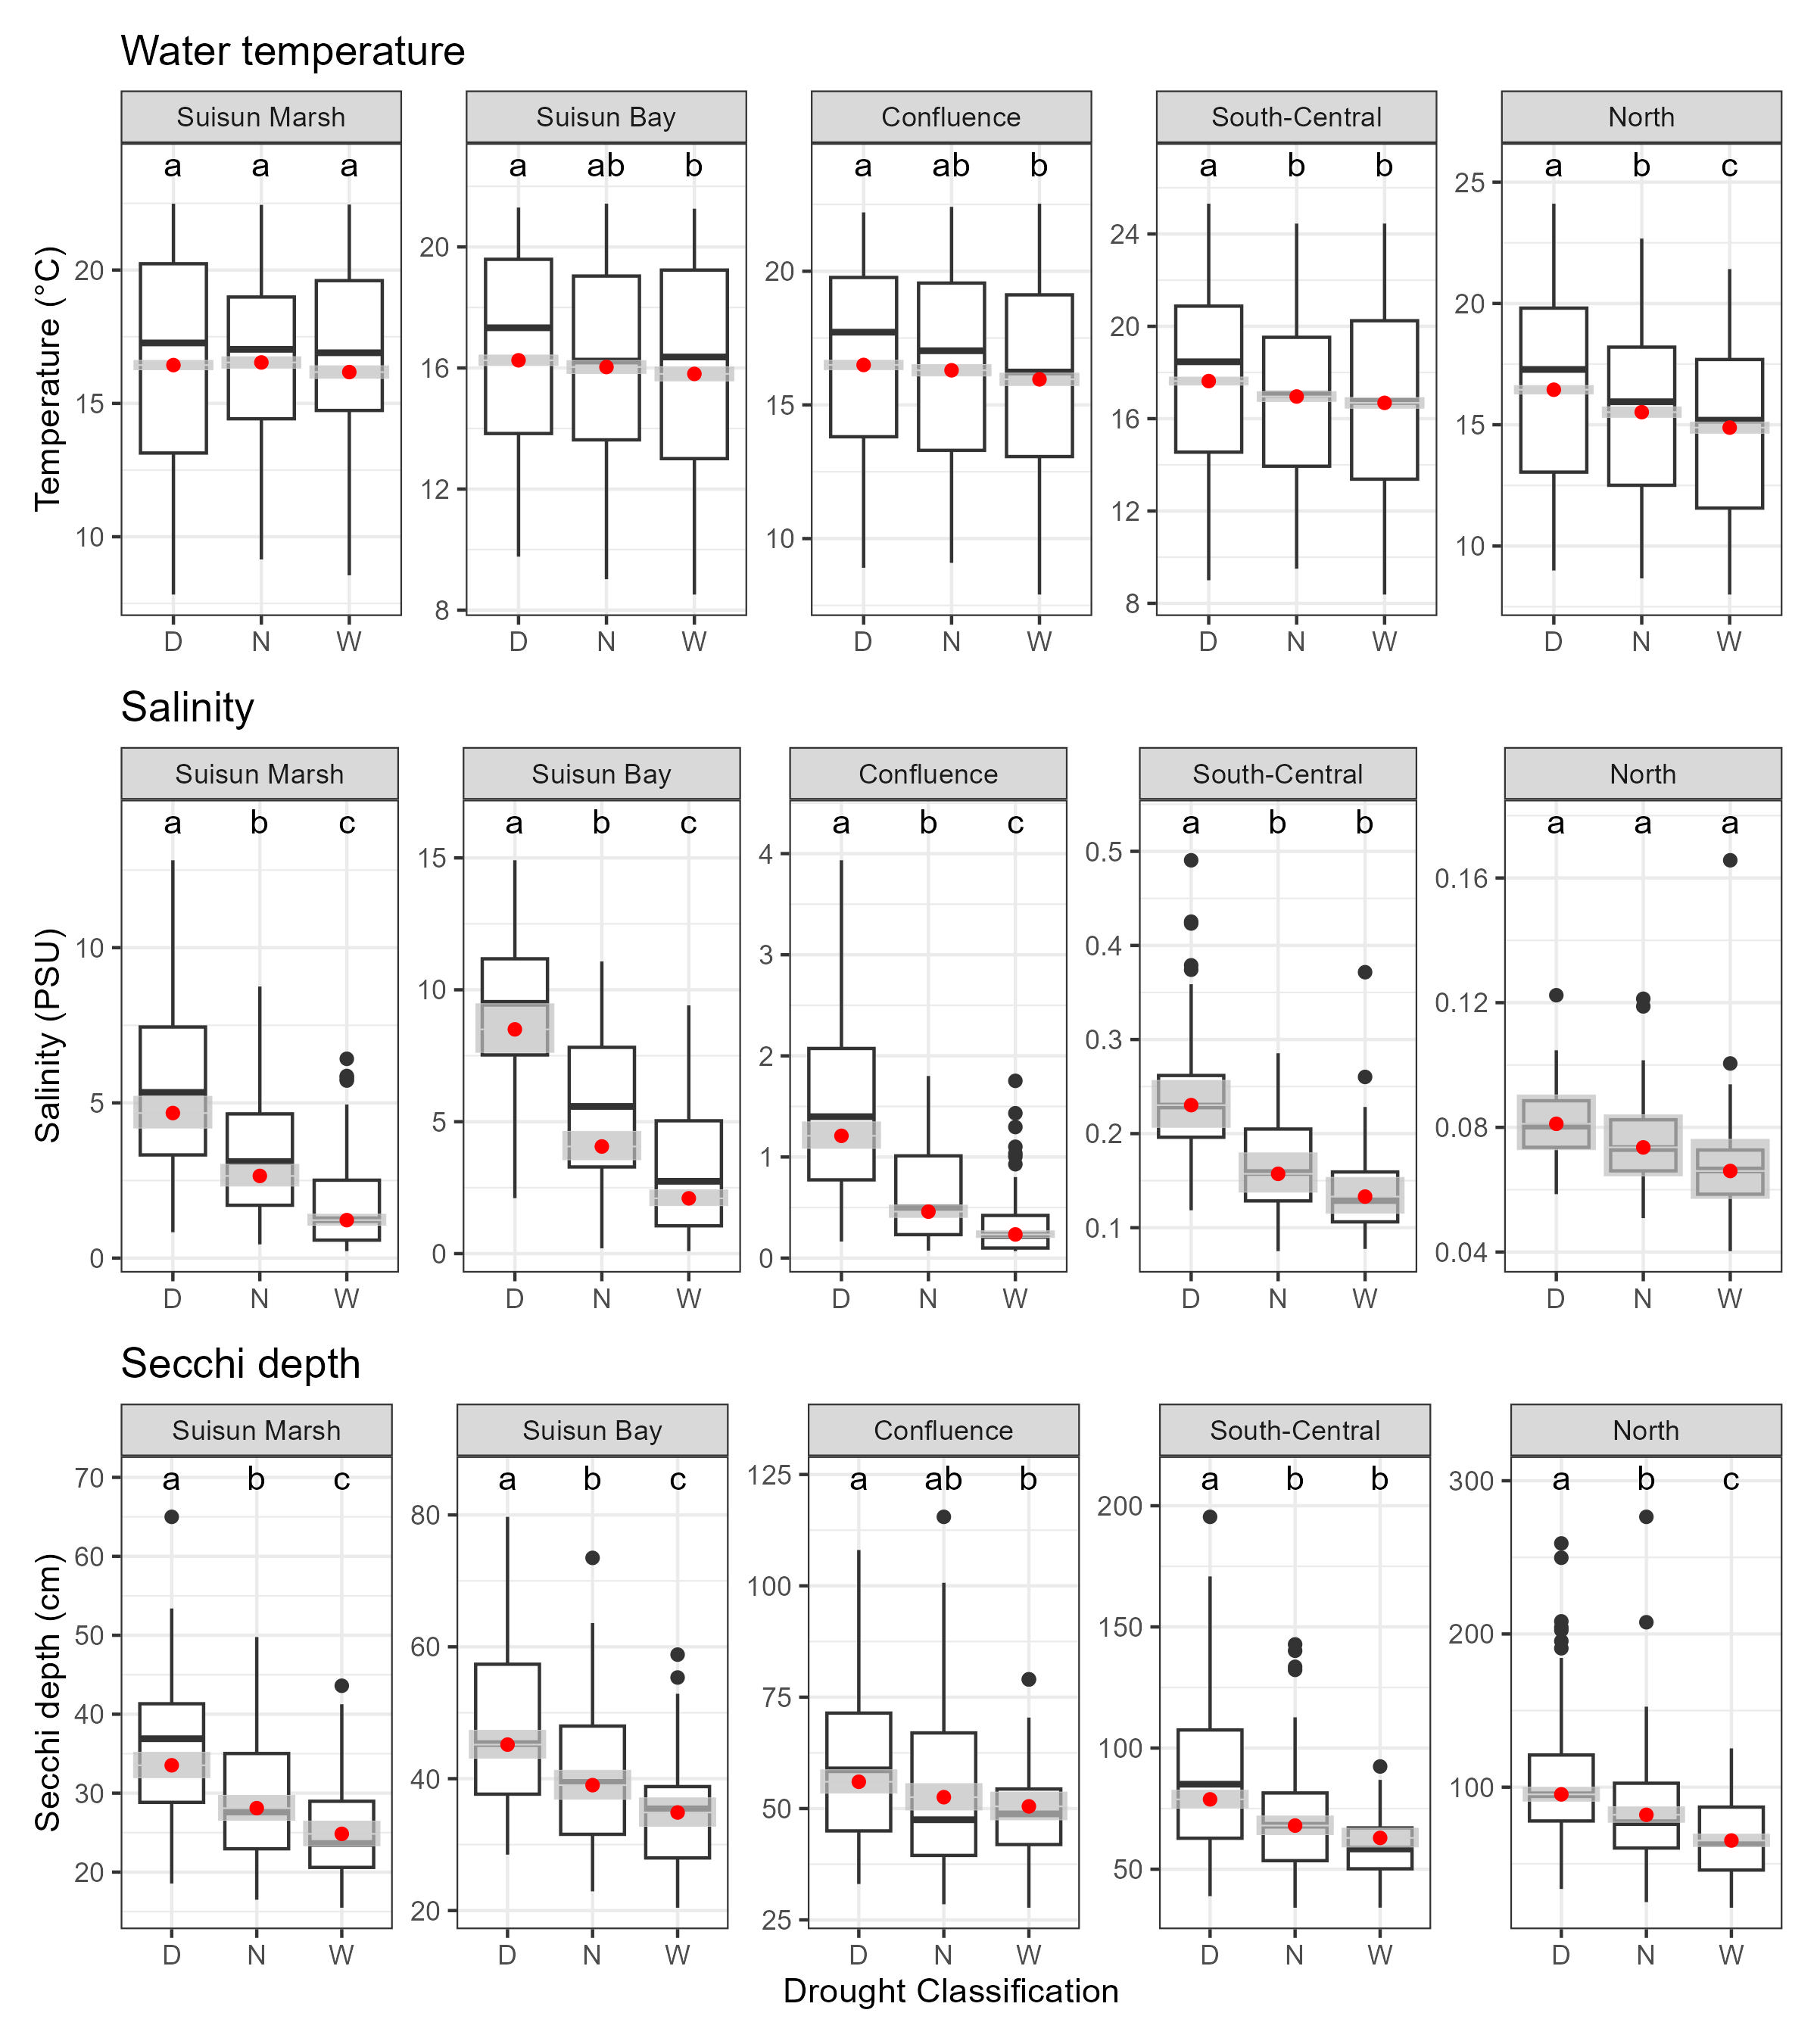 Water temperature
Suisun Marsh Suisun Bay Confluence South-Central North
a a a a ab b a ab b a b b a b c
Temperature (°C)
20 15 10
20 16 12 8
20 15 10
24 20 16 12 8
25 20 15 10
D N W D N W D N W D N W D N W
Salinity
Suisun Marsh Suisun Bay Confluence South-Central North
a b c a b c a b c a b b a a a
Salinity (PSU)
10 5 0
15 10 5 0
4 3 2 1 0
0.5 0.4 0.3 0.2 0.1
0.16 0.12 0.08 0.04
D N W D N W D N W D N W D N W
Secchi depth
Suisun Marsh Suisun Bay Confluence South-Central North
a b c a b c a ab b a b b a b c
Secchi depth (cm)
70 60 50 40 30 20
80 60 40 20
125 100 75 50 25
200 150 100 50
300 200 100
D N W D N W D N W D N W D N W
Drought Classification